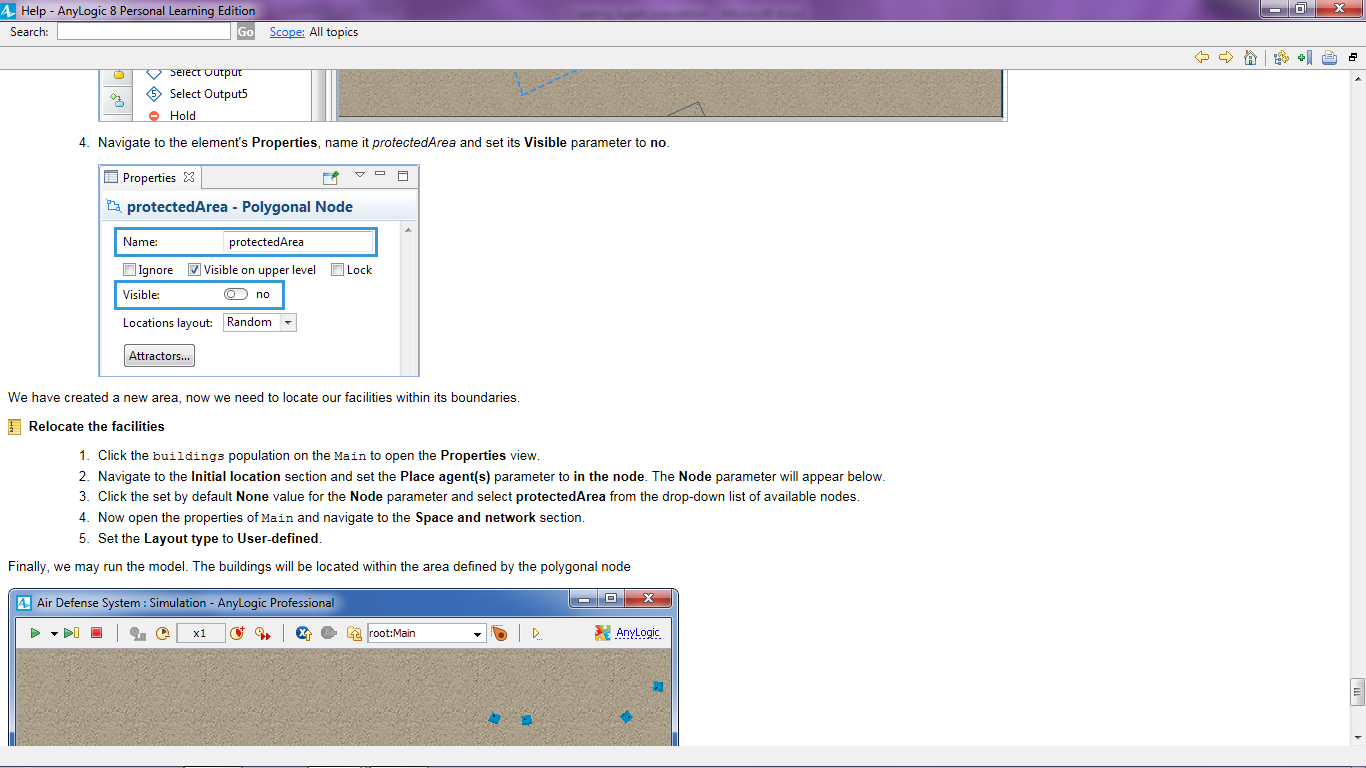 Help - AnyLogic 8 Personal Learning Edition
Search: Go Scope: All topics
Select Output
Select Output5
Hold
4. Navigate to the element's Properties, name it protectedArea and set its Visible parameter to no.
Properties
protectedArea - Polygonal Node
Name: protectedArea
Ignore Visible on upper level Lock
Visible: no
Locations layout: Random
Attractors...
We have created a new area, now we need to locate our facilities within its boundaries.
Relocate the facilities
1. Click the buildings population on the Main to open the Properties view.
2. Navigate to the Initial location section and set the Place agent(s) parameter to in the node. The Node parameter will appear below.
3. Click the set by default None value for the Node parameter and select protectedArea from the drop-down list of available nodes.
4. Now open the properties of Main and navigate to the Space and network section.
5. Set the Layout type to User-defined.
Finally, we may run the model. The buildings will be located within the area defined by the polygonal node
Air Defense System : Simulation - AnyLogic Professional
x1 root:Main AnyLogic